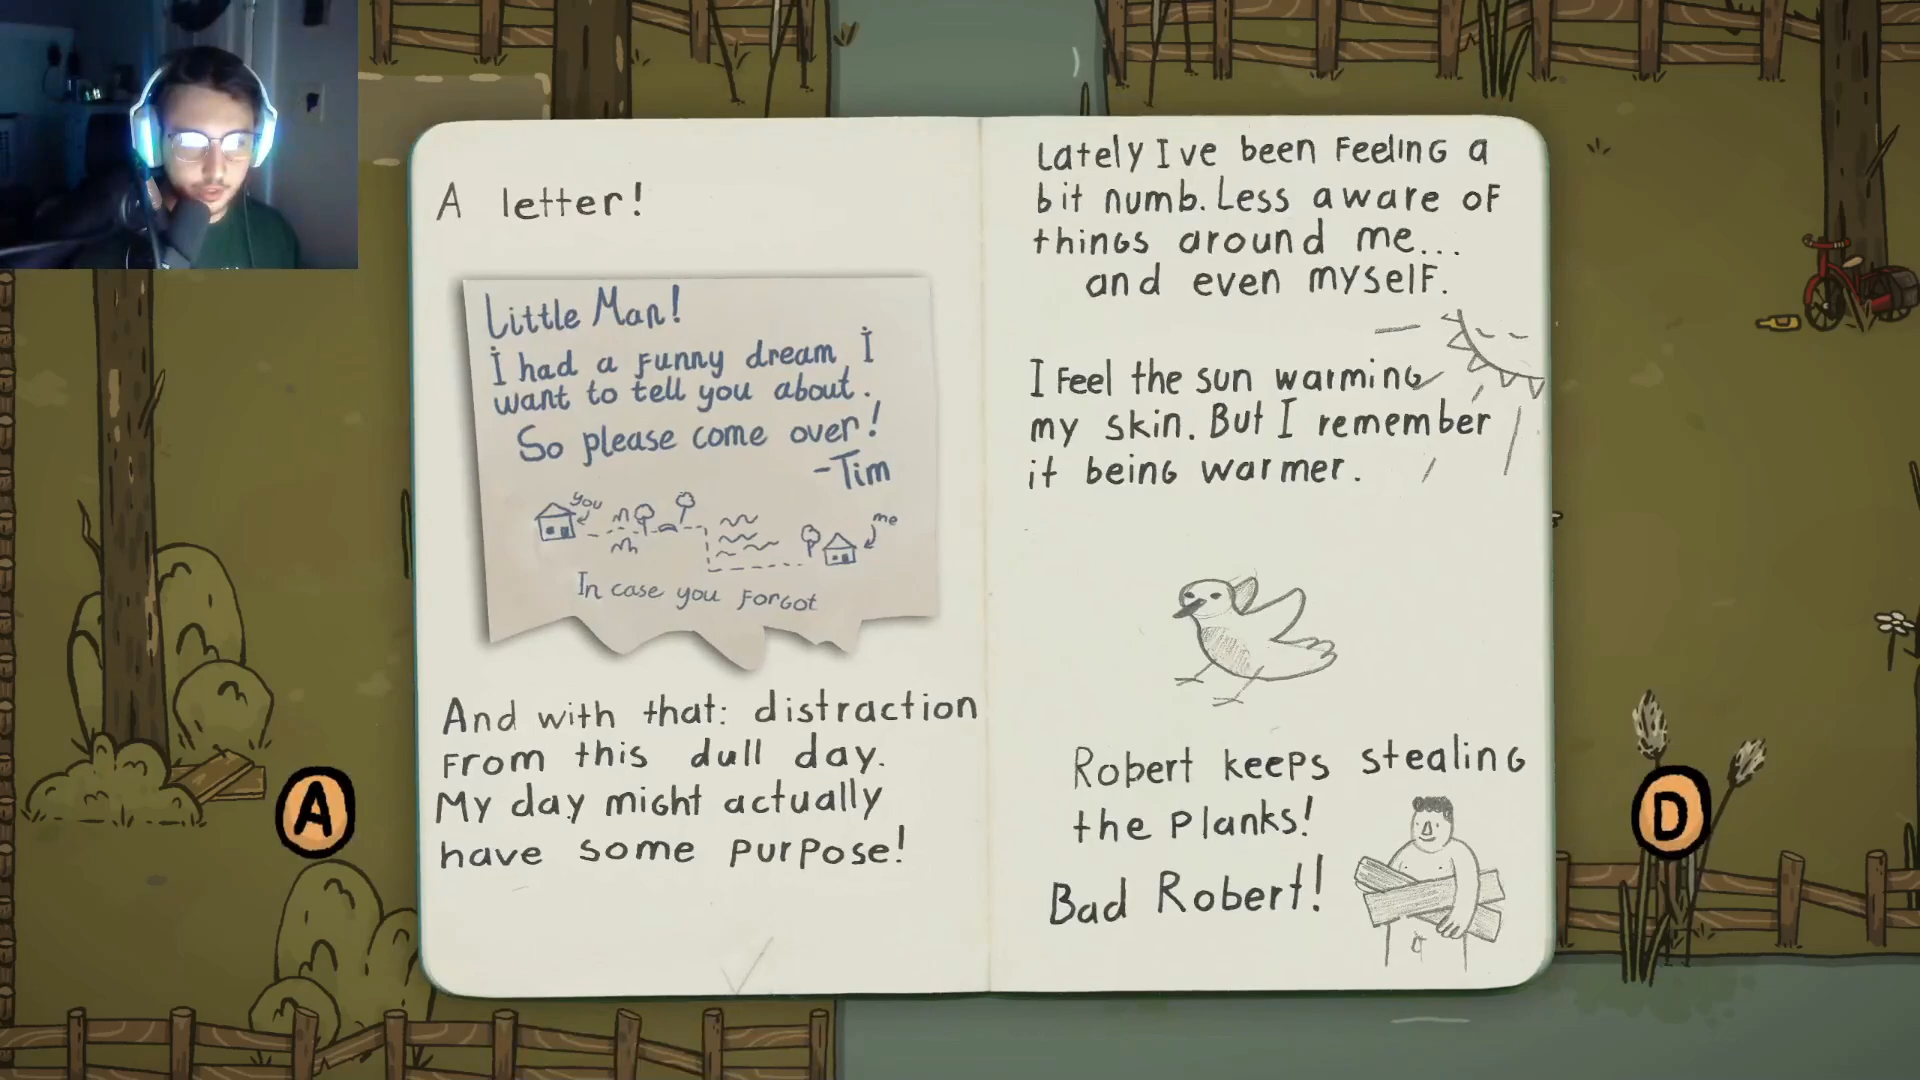 A letter!
Little Man!
I had a funny dream I
want to tell you about.
So please come over!
-Tim
you
me
In case you forgot
And with that: distraction
from this dull day.
My day might actually
have some purpose!
Lately I've been feeling a
bit numb. Less aware of
things around me...
and even myself.
I feel the sun warming
my skin. But I remember
it being warmer.
Robert keeps stealing
the planks!
Bad Robert!
A
D